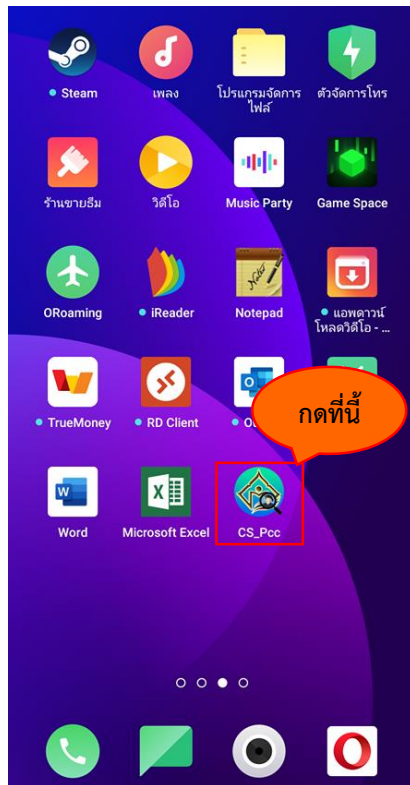 Steam
เพลง
โปรแกรมจัดการ
ไฟล์
ตัวจัดการโทร
ร้านขายธีม
วิดีโอ
Music Party
Game Space
ORoaming
iReader
Notes
Notepad
แอพดาวน์
โหลดวิดีโอ - ...
TrueMoney
RD Client
กดที่นี้
W
X
Word
Microsoft Excel
CS_Pcc